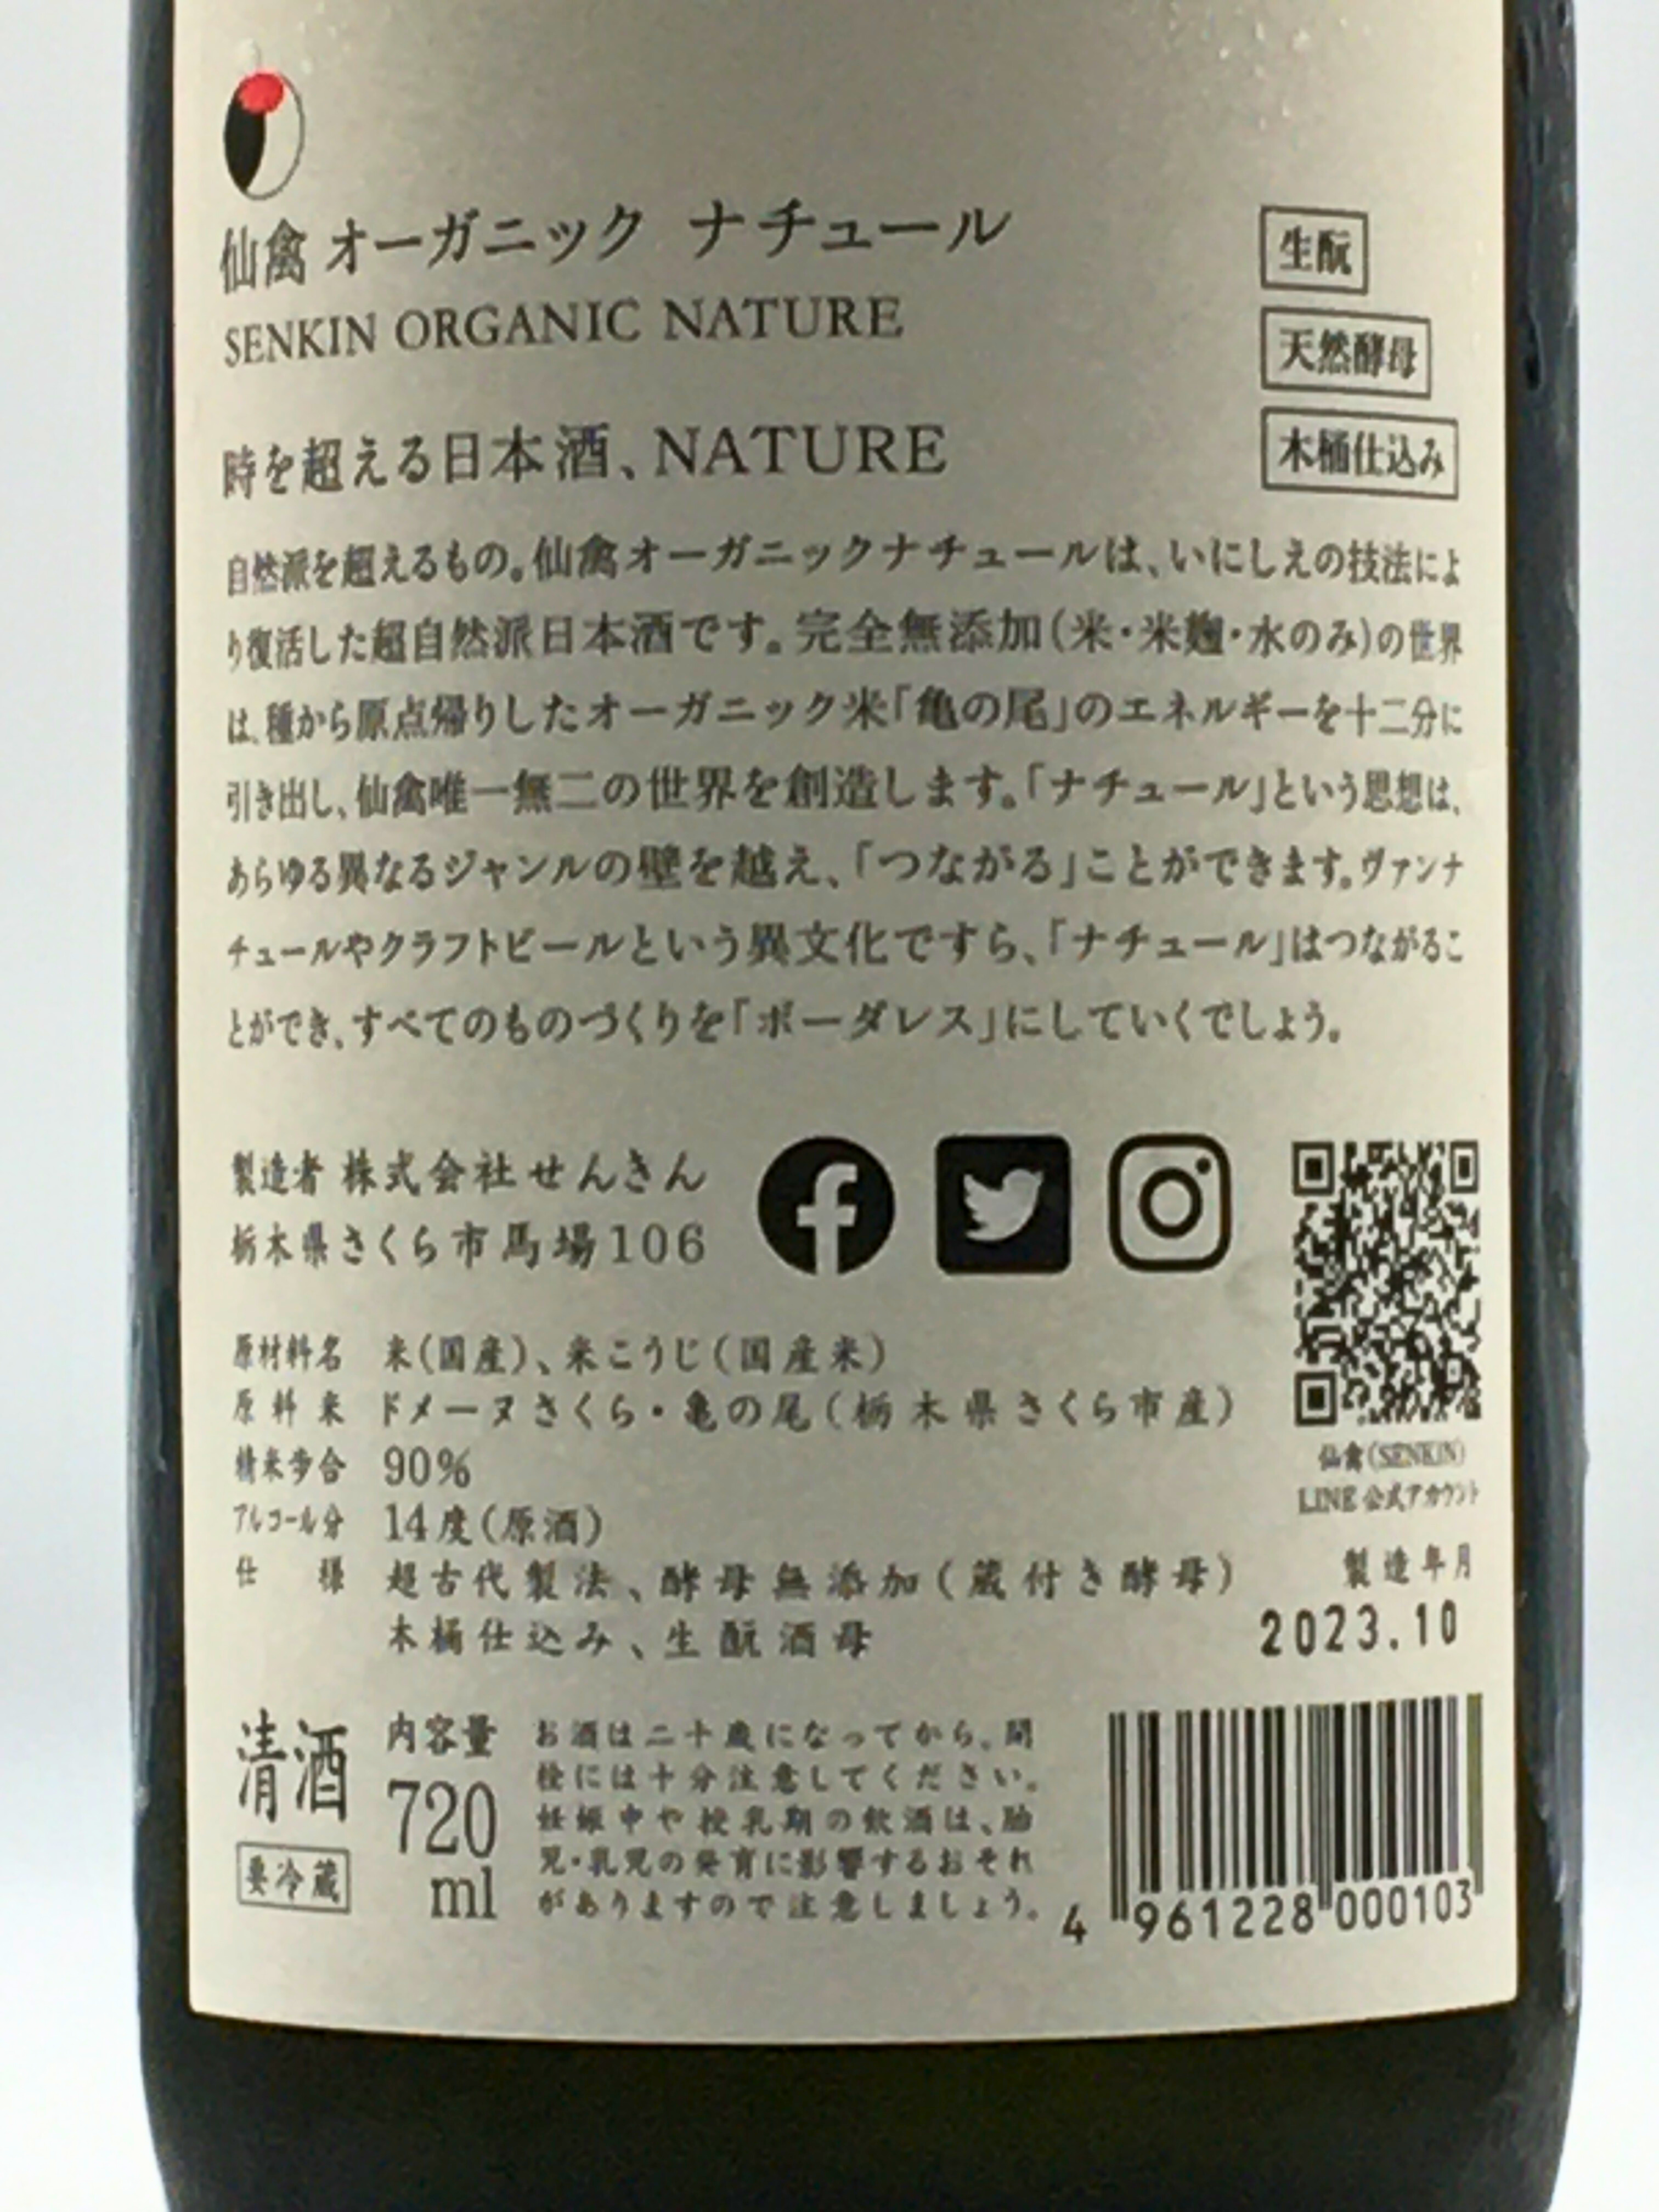 仙禽 オーガニック ナチュール
SENKIN ORGANIC NATURE
生酛
天然酵母
木桶仕込み
時を超える日本酒、NATURE
自然派を超えるもの。仙禽オーガニックナチュールは、いにしえの技法によ
り復活した超自然派日本酒です。完全無添加(米・米麹・水のみ)の世界
は、種から原点帰りしたオーガニック米「亀の尾」のエネルギーを十二分に
引き出し、仙禽唯一無二の世界を創造します。「ナチュール」という思想は、
あらゆる異なるジャンルの壁を越え、「つながる」ことができます。ヴァンナ
チュールやクラフトビールという異文化ですら、「ナチュール」はつながるこ
とができ、すべてのものづくりを「ボーダレス」にしていくでしょう。
製造者 株式会社せんきん
栃木県さくら市馬場106
原材料名 米(国産)、米こうじ(国産米)
原料米 ドメーヌさくら・亀の尾(栃木県さくら市産)
精米歩合 90%
アルコール分 14度(原酒)
仕様 超古代製法、酵母無添加(蔵付き酵母)
木桶仕込み、生酛酒母
仙禽(SENKIN)
LINE公式アカウント
製造年月
2023.10
清酒
要冷蔵
内容量
720
ml
お酒は二十歳になってから。開
栓には十分注意してください。
妊娠中や授乳期の飲酒は、胎
児・乳児の発育に影響するおそれ
がありますので注意しましょう。
4 961228 000103